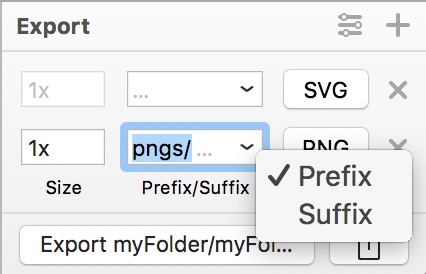 Export
1x ... SVG
1x pngs/ ... PNG
Size Prefix/Suffix
Prefix
Suffix
Export myFolder/myFol...